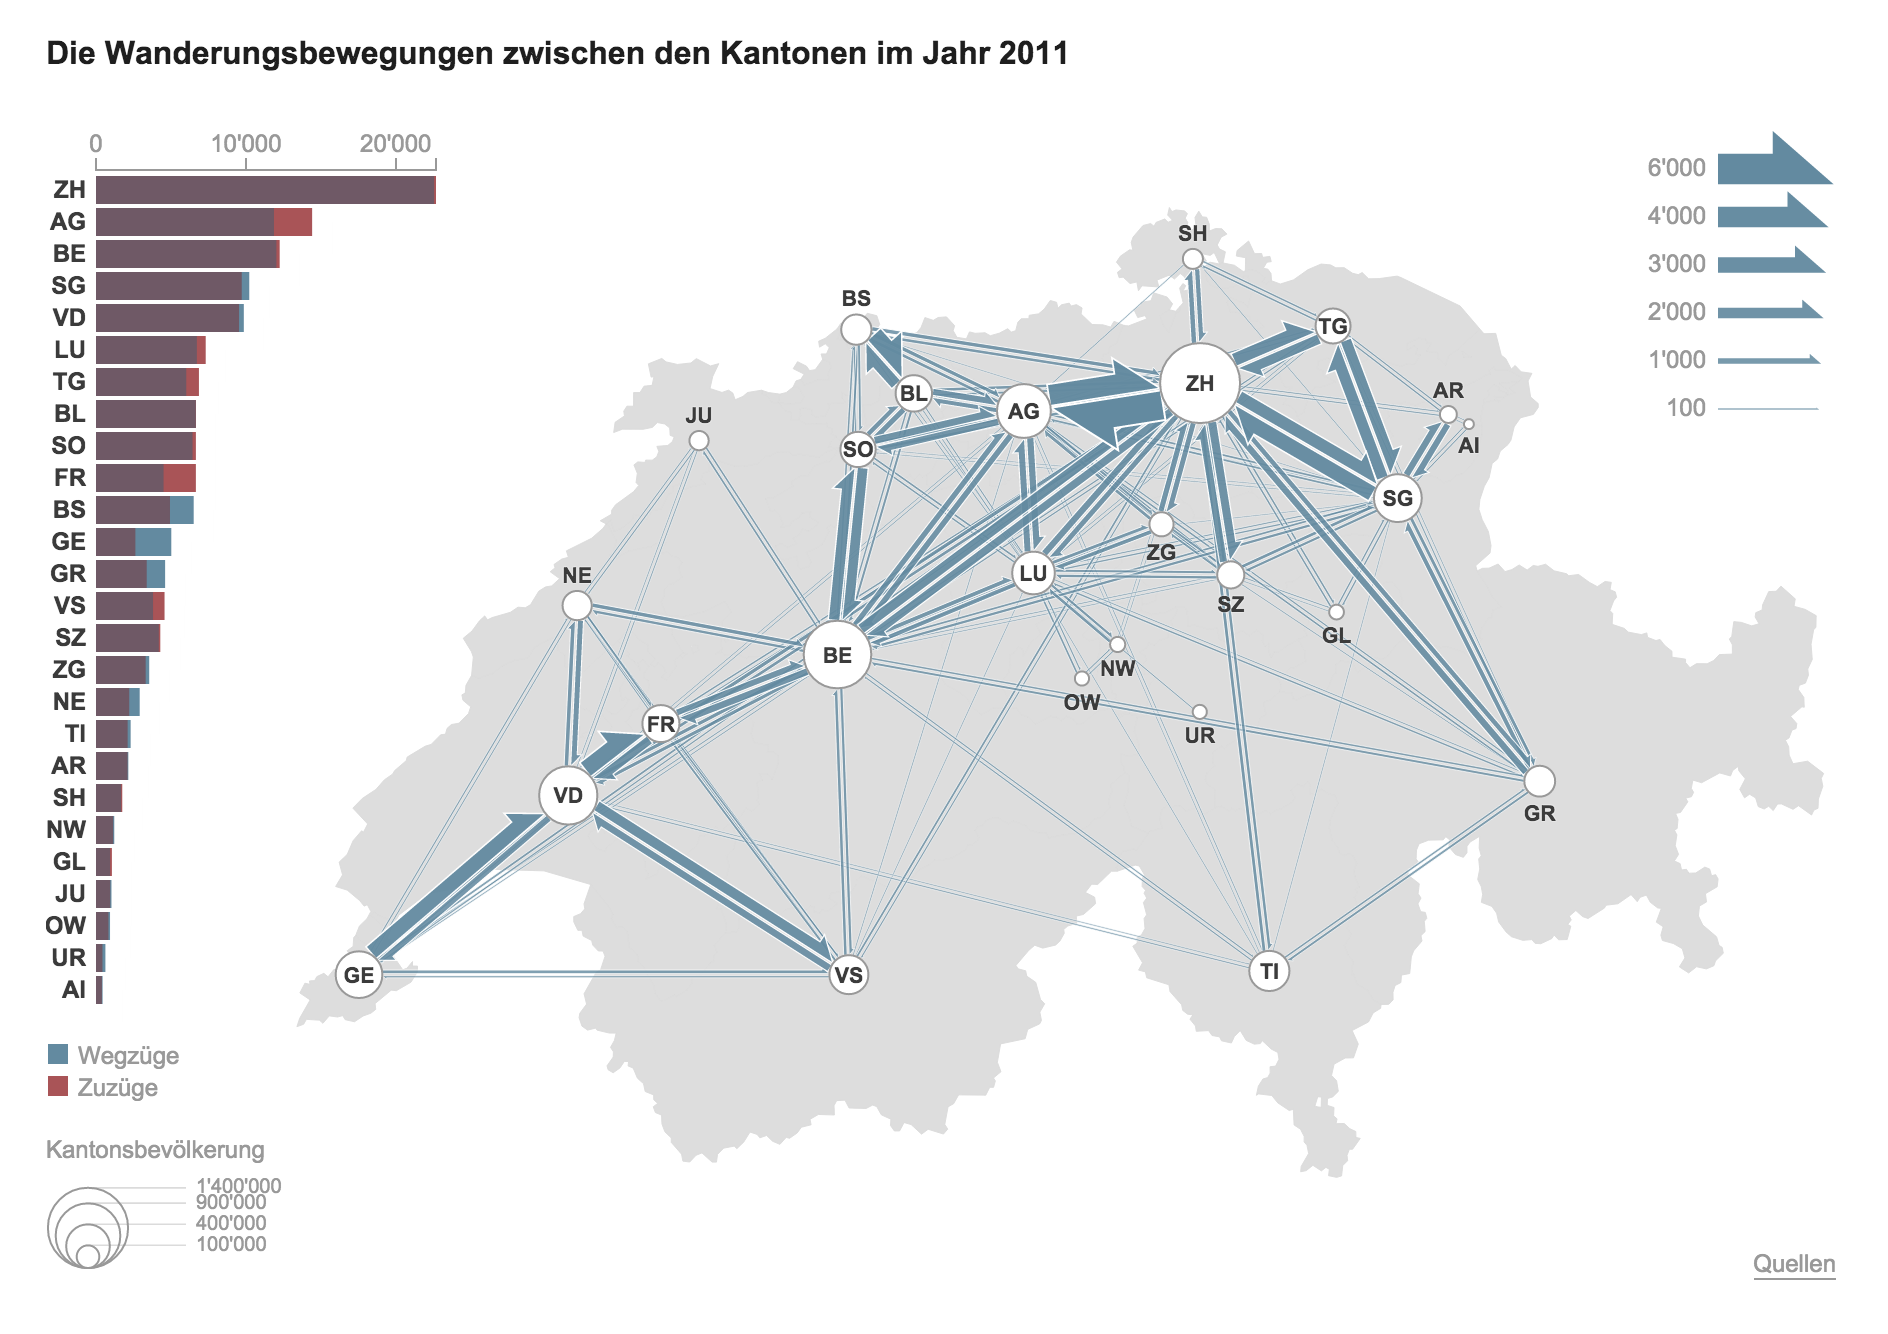 Die Wanderungsbewegungen zwischen den Kantonen im Jahr 2011
0 10'000 20'000
ZH
AG
BE
SG
VD
LU
TG
BL
SO
FR
BS
GE
GR
VS
SZ
ZG
NE
TI
AR
SH
NW
GL
JU
OW
UR
AI
Wegzüge
Zuzüge
Kantonsbevölkerung
1'400'000
900'000
400'000
100'000
6'000
4'000
3'000
2'000
1'000
100
SH
BS
TG
ZH
AR
BL
AG
JU
AI
SO
SG
ZG
LU
NE
SZ
GL
BE
NW
OW
FR
UR
VD
GR
GE
VS
TI
Quellen